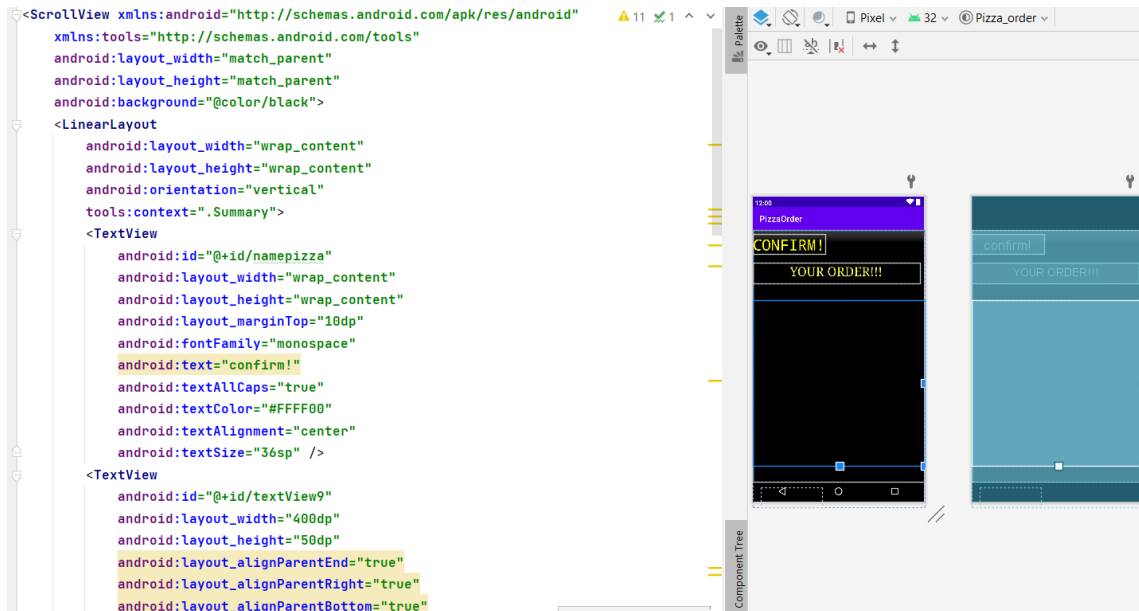 <ScrollView xmlns:android="http://schemas.android.com/apk/res/android"
11 1
xmlns:tools="http://schemas.android.com/tools"
android:layout_width="match_parent"
android:layout_height="match_parent"
android:background="@color/black">
<LinearLayout
android:layout_width="wrap_content"
android:layout_height="wrap_content"
android:orientation="vertical"
tools:context=".Summary">
<TextView
android:id="@+id/namepizza"
android:layout_width="wrap_content"
android:layout_height="wrap_content"
android:layout_marginTop="10dp"
android:fontFamily="monospace"
android:text="confirm!"
android:textAllCaps="true"
android:textColor="#FFFF00"
android:textAlignment="center"
android:textSize="36sp" />
<TextView
android:id="@+id/textView9"
android:layout_width="400dp"
android:layout_height="50dp"
android:layout_alignParentEnd="true"
android:layout_alignParentRight="true"
android:layout_alignParentBottom="true"
Palette
Component Tree
Pixel 32 Pizza_order
12:00
PizzaOrder
CONFIRM!
YOUR ORDER!!!
confirm!
YOUR ORDER!!!